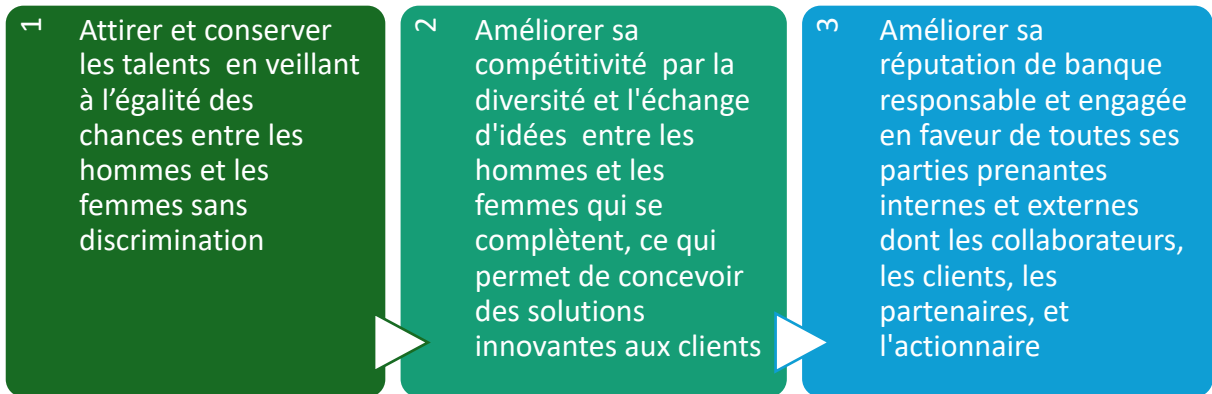 1
Attirer et conserver
les talents en veillant
à l’égalité des
chances entre les
hommes et les
femmes sans
discrimination
2
Améliorer sa
compétitivité par la
diversité et l'échange
d'idées entre les
hommes et les
femmes qui se
complètent, ce qui
permet de concevoir
des solutions
innovantes aux clients
3
Améliorer sa
réputation de banque
responsable et engagée
en faveur de toutes ses
parties prenantes
internes et externes
dont les collaborateurs,
les clients, les
partenaires, et
l'actionnaire